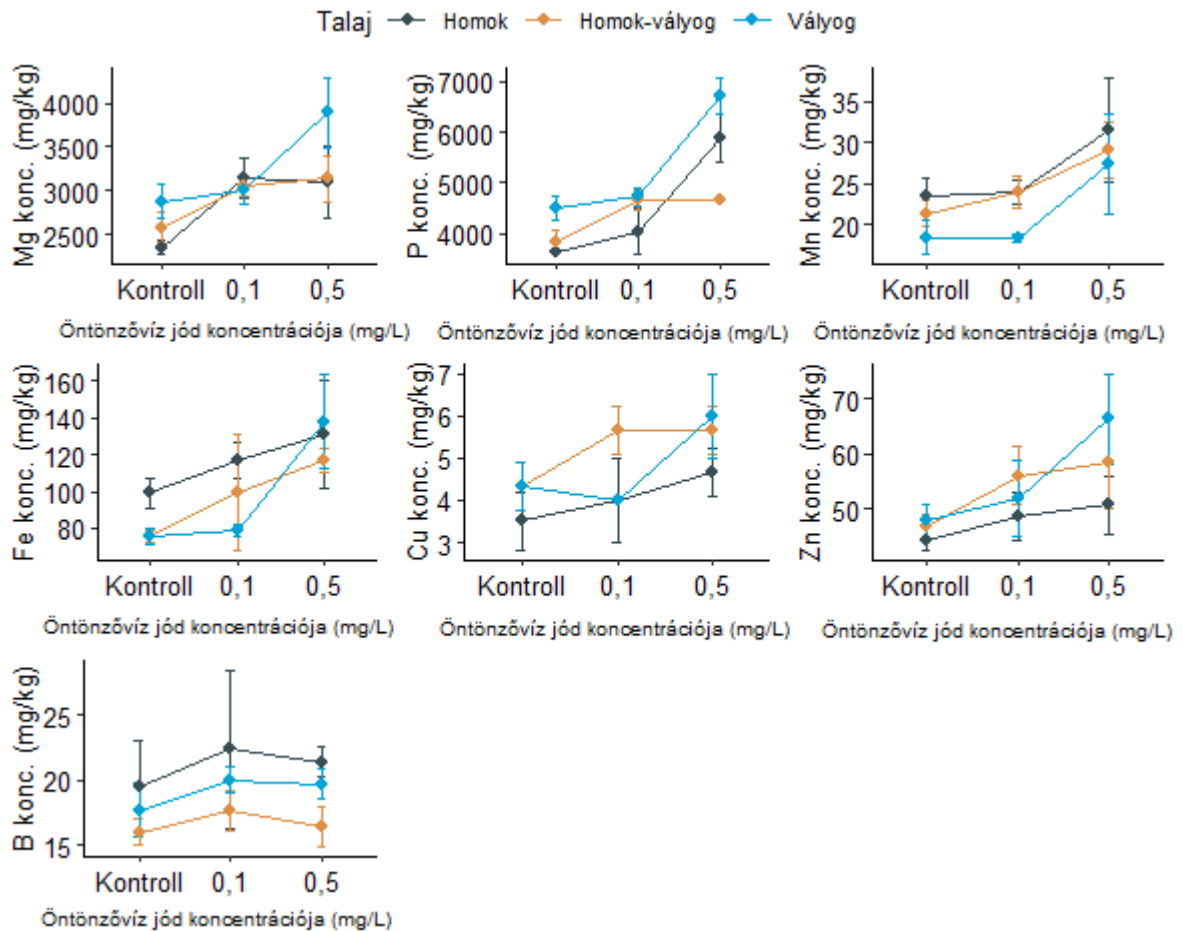 Talaj Homok Homok-vályog Vályog
Mg konc. (mg/kg)
4000
3500
3000
2500
Kontroll 0,1 0,5
Öntönzővíz jód koncentrációja (mg/L)
P konc. (mg/kg)
7000
6000
5000
4000
Kontroll 0,1 0,5
Öntönzővíz jód koncentrációja (mg/L)
Mn konc. (mg/kg)
35
30
25
20
Kontroll 0,1 0,5
Öntönzővíz jód koncentrációja (mg/L)
Fe konc. (mg/kg)
160
140
120
100
80
Kontroll 0,1 0,5
Öntönzővíz jód koncentrációja (mg/L)
Cu konc. (mg/kg)
7
6
5
4
3
Kontroll 0,1 0,5
Öntönzővíz jód koncentrációja (mg/L)
Zn konc. (mg/kg)
70
60
50
Kontroll 0,1 0,5
Öntönzővíz jód koncentrációja (mg/L)
B konc. (mg/kg)
25
20
15
Kontroll 0,1 0,5
Öntönzővíz jód koncentrációja (mg/L)